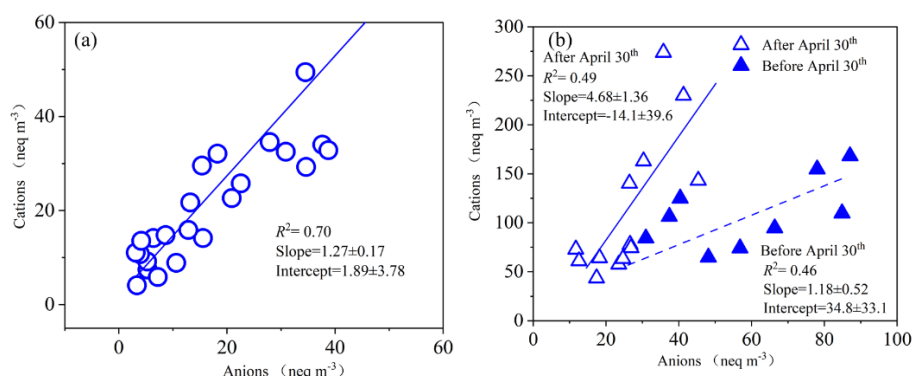 (a)
60
40
20
0
Cations （neq m⁻³）
R²= 0.70
Slope=1.27±0.17
Intercept=1.89±3.78
0 20 40 60
Anions （neq m⁻³）
(b)
300
250
200
150
100
50
0
Cations （neq m⁻³）
After April 30ᵗʰ
R²= 0.49
Slope=4.68±1.36
Intercept=-14.1±39.6
After April 30ᵗʰ
Before April 30ᵗʰ
Before April 30ᵗʰ
R²= 0.46
Slope=1.18±0.52
Intercept=34.8±33.1
0 20 40 60 80 100
Anions （neq m⁻³）